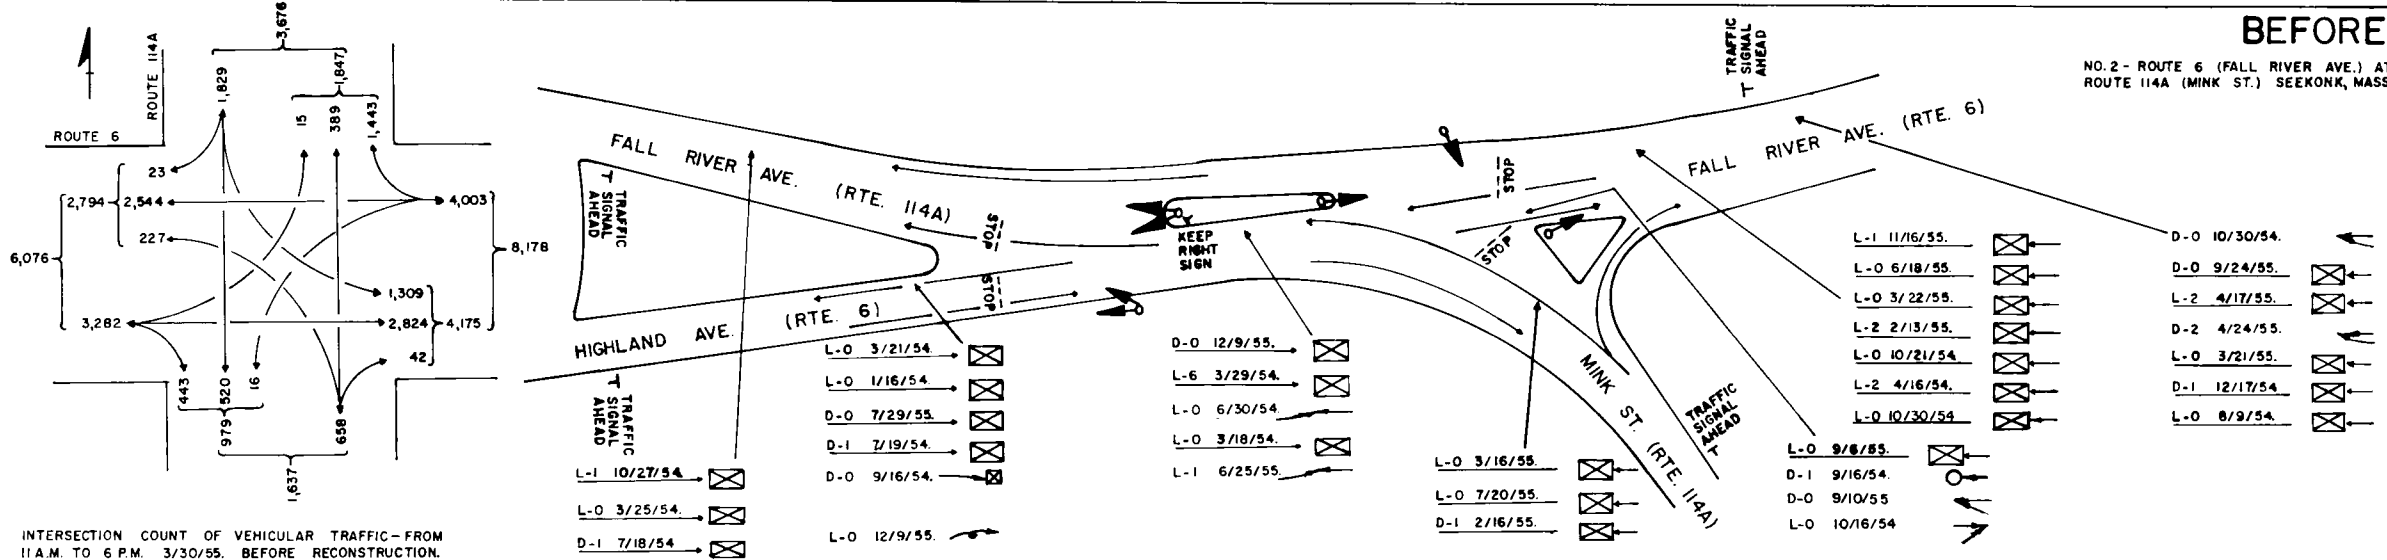 BEFORE
NO. 2 - ROUTE 6 (FALL RIVER AVE.) AT
ROUTE 114A (MINK ST.) SEEKONK, MASS
ROUTE 114A
ROUTE 6
3,676
1,829
1,847
15
389
1,443
23
2,794
2,544
227
6,076
3,282
4,003
8,178
1,309
2,824
4,175
42
443
520
16
979
658
1,637
INTERSECTION COUNT OF VEHICULAR TRAFFIC-FROM
11 A.M. TO 6 P.M. 3/30/55. BEFORE RECONSTRUCTION.
FALL RIVER AVE. (RTE. 114A)
TRAFFIC
SIGNAL
AHEAD
HIGHLAND AVE. (RTE. 6)
TRAFFIC
SIGNAL
AHEAD
STOP
STOP
KEEP
RIGHT
SIGN
STOP
STOP
TRAFFIC
SIGNAL
AHEAD
FALL RIVER AVE. (RTE. 6)
MINK ST. (RTE. 114A)
TRAFFIC
SIGNAL
AHEAD
L-1 10/27/54.
L-0 3/25/54.
D-1 7/18/54
L-0 3/21/54.
L-0 1/16/54.
D-0 7/29/55.
D-1 7/19/54.
D-0 9/16/54.
L-0 12/9/55.
D-0 12/9/55.
L-6 3/29/54.
L-0 6/30/54.
L-0 3/18/54.
L-1 6/25/55.
L-0 3/16/55.
L-0 7/20/55.
D-1 2/16/55.
L-1 11/16/55.
L-0 6/18/55.
L-0 3/22/55.
L-2 2/13/55.
L-0 10/21/54.
L-2 4/16/54.
L-0 10/30/54
L-0 9/6/55.
D-1 9/16/54.
D-0 9/10/55
L-0 10/16/54
D-0 10/30/54.
D-0 9/24/55.
L-2 4/17/55.
D-2 4/24/55.
L-0 3/21/55.
D-1 12/17/54
L-0 8/9/54.